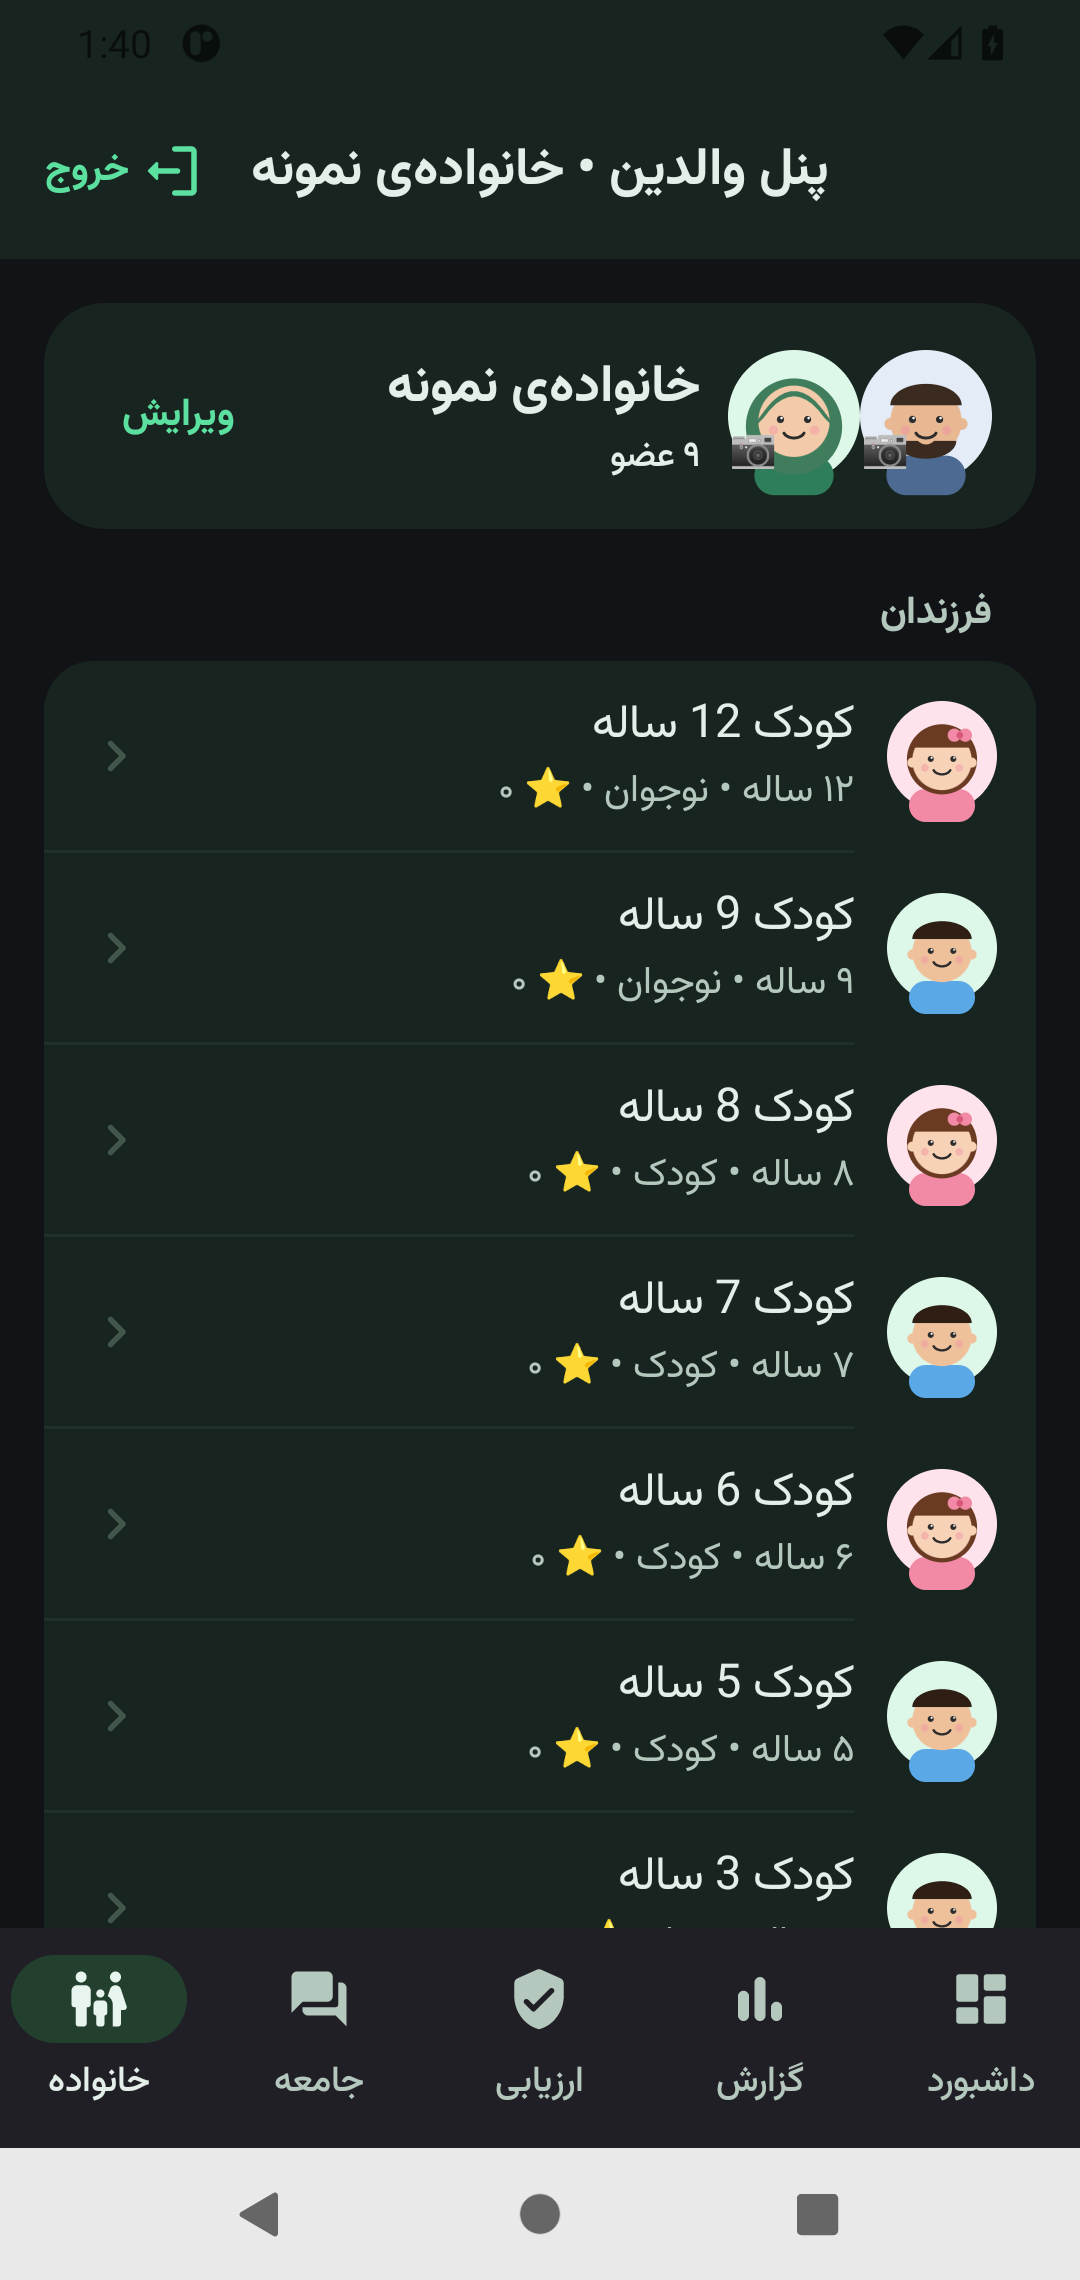 1:40
پنل والدین • خانواده‌ی نمونه
خروج
خانواده‌ی نمونه
۹ عضو
ویرایش
فرزندان
کودک 12 ساله
۱۲ ساله • نوجوان • ⭐ ۰
کودک 9 ساله
۹ ساله • نوجوان • ⭐ ۰
کودک 8 ساله
۸ ساله • کودک • ⭐ ۰
کودک 7 ساله
۷ ساله • کودک • ⭐ ۰
کودک 6 ساله
۶ ساله • کودک • ⭐ ۰
کودک 5 ساله
۵ ساله • کودک • ⭐ ۰
کودک 3 ساله
داشبورد
گزارش
ارزیابی
جامعه
خانواده